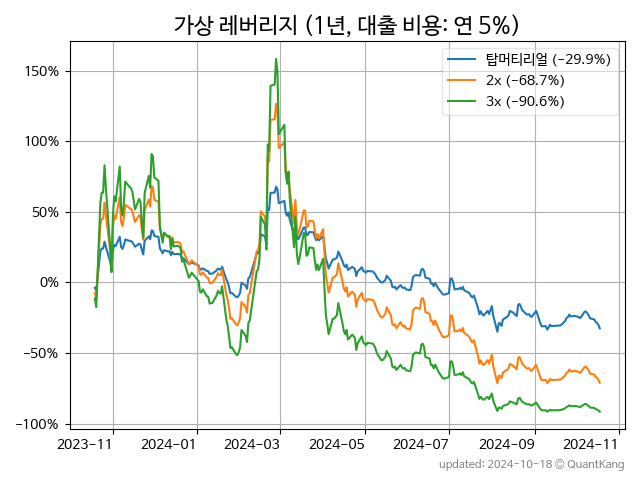 가상 레버리지 (1년, 대출 비용: 연 5%)
탑머티리얼 (−29.9%)
2x (−68.7%)
3x (−90.6%)
150%
100%
50%
0%
−50%
−100%
2023−11 2024−01 2024−03 2024−05 2024−07 2024−09 2024−11
updated: 2024-10-18 © QuantKang